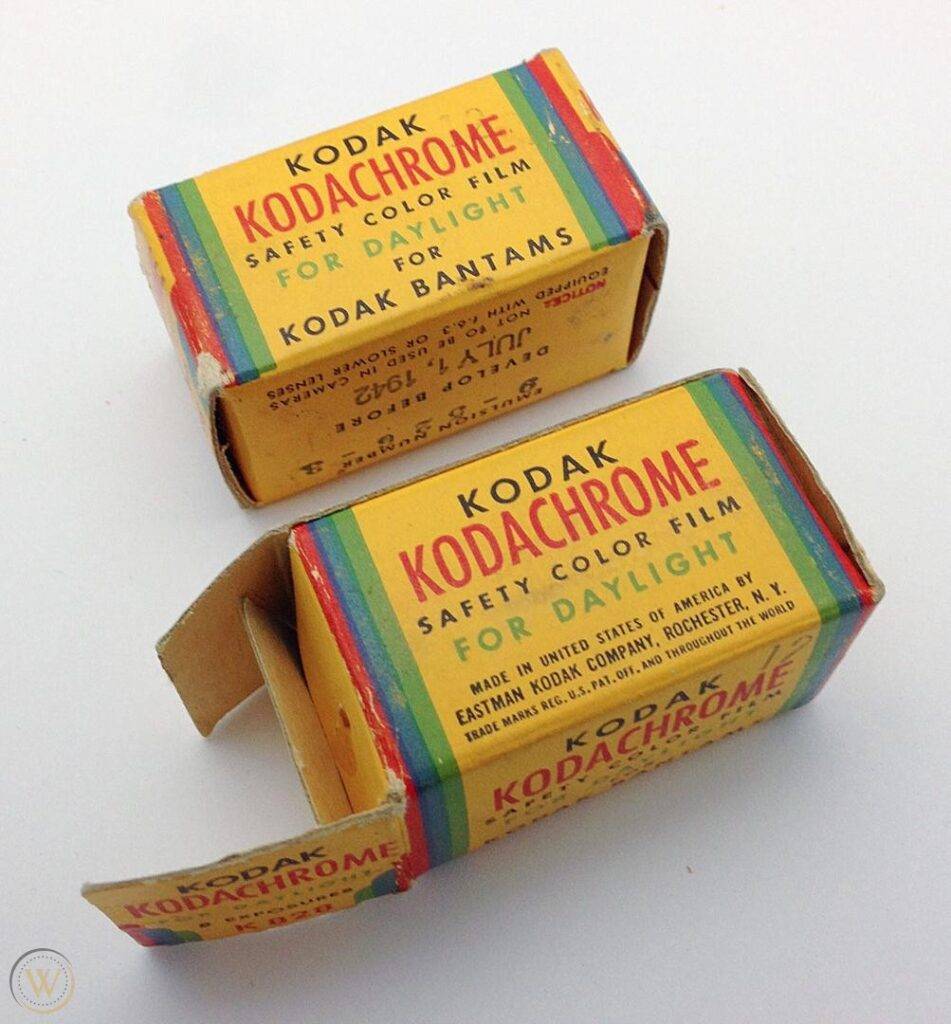 KODAK
KODACHROME
SAFETY COLOR FILM
FOR DAYLIGHT
FOR
KODAK BANTAMS
NOTICE:
NOT TO BE USED IN CAMERAS
EQUIPPED WITH f.6.3 OR SLOWER LENSES
JULY 1, 1942
DEVELOP BEFORE
EMULSION NUMBER
KODAK
KODACHROME
SAFETY COLOR FILM
FOR DAYLIGHT
MADE IN UNITED STATES OF AMERICA BY
EASTMAN KODAK COMPANY, ROCHESTER, N. Y.
TRADE MARKS REG. U.S. PAT. OFF. AND THROUGHOUT THE WORLD
KODAK
KODACHROME
SAFETY COLOR FILM
KODAK
KODACHROME
FOR DAYLIGHT
8 EXPOSURES
K 828
W